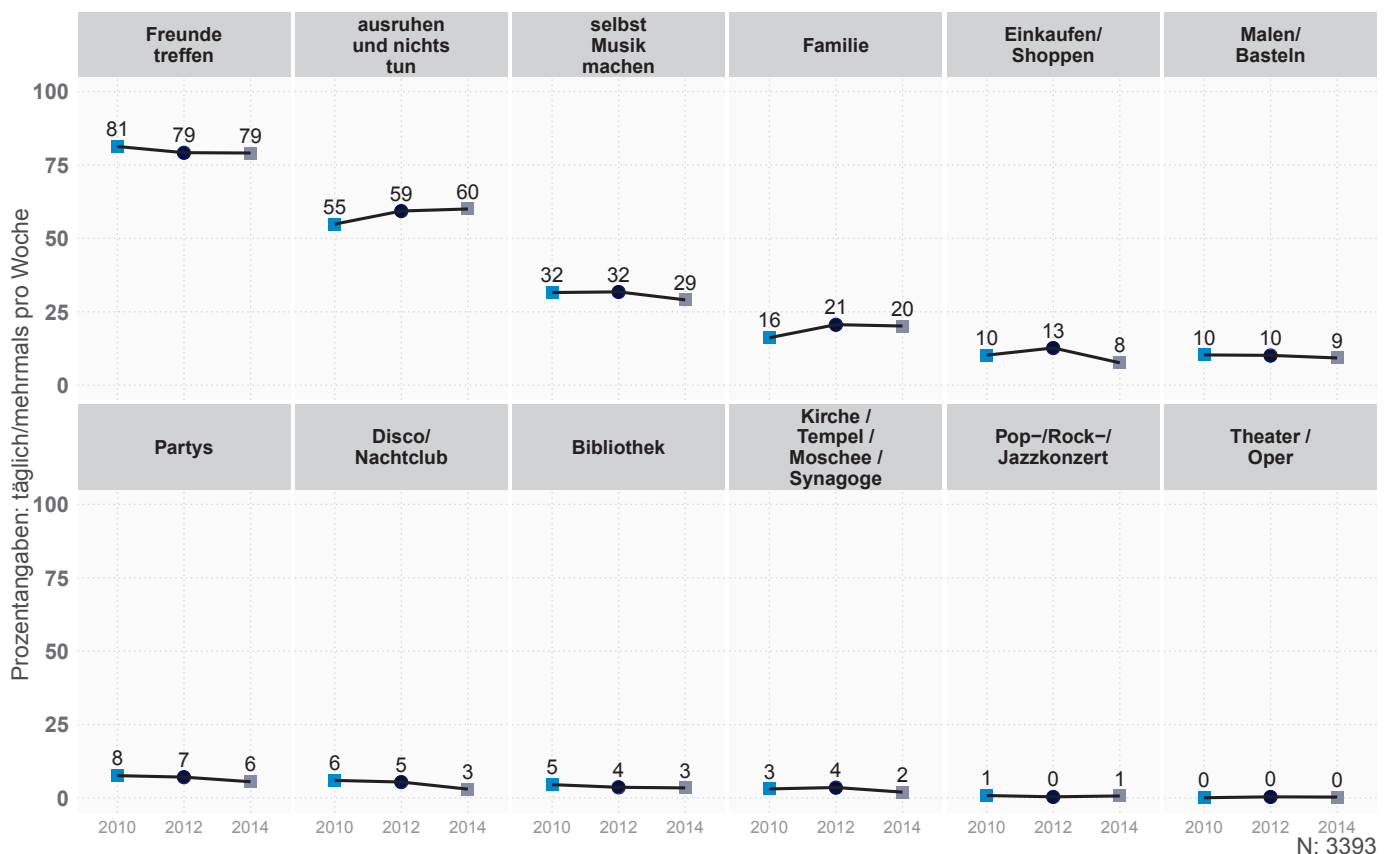 Freunde
treffen
ausruhen
und nichts
tun
selbst
Musik
machen
Familie
Einkaufen/
Shoppen
Malen/
Basteln
Prozentangaben: täglich/mehrmals pro Woche
100
75
50
25
0
81 79 79
55 59 60
32 32 29
16 21 20
10 13 8
10 10 9
Partys
Disco/
Nachtclub
Bibliothek
Kirche /
Tempel /
Moschee /
Synagoge
Pop−/Rock−/
Jazzkonzert
Theater /
Oper
100
75
50
25
0
8 7 6
6 5 3
5 4 3
3 4 2
1 0 1
0 0 0
2010 2012 2014
2010 2012 2014
2010 2012 2014
2010 2012 2014
2010 2012 2014
2010 2012 2014
N: 3393